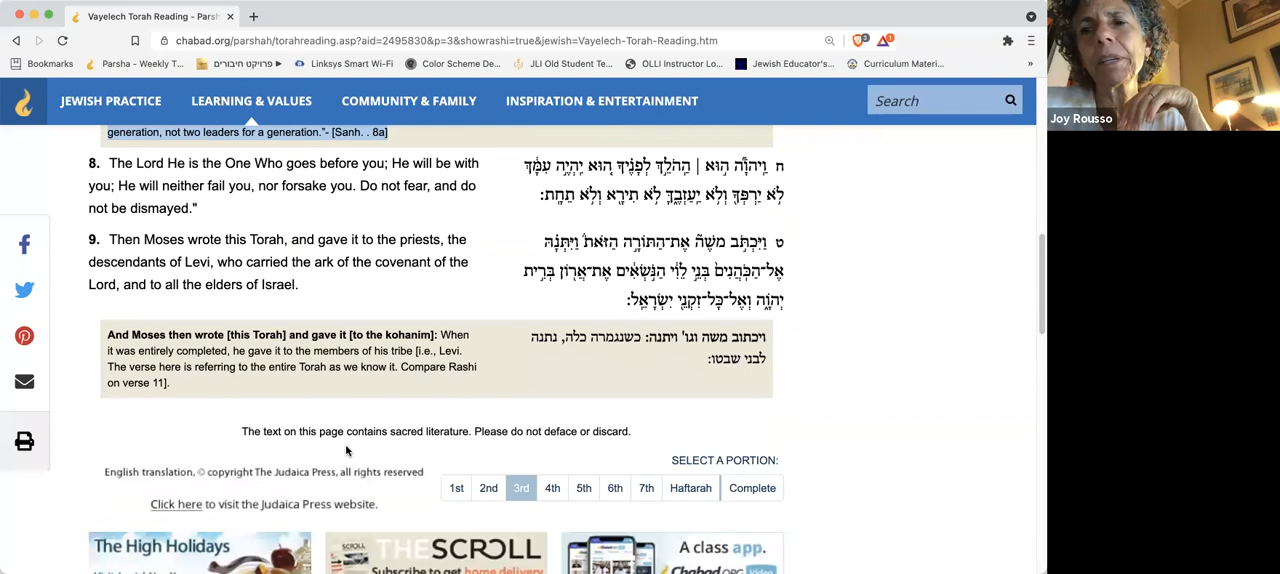 Vayelech Torah Reading - Parsh
chabad.org/parshah/torahreading.asp?aid=2495830&p=3&showrashi=true&jewish=Vayelech-Torah-Reading.htm
Bookmarks Parsha - Weekly T... פרויקט חיבורים Linksys Smart Wi-Fi Color Scheme De... JLI Old Student Te... OLLI Instructor Lo... Jewish Educator's... Curriculum Materi... »
JEWISH PRACTICE LEARNING & VALUES COMMUNITY & FAMILY INSPIRATION & ENTERTAINMENT Search
Joy Rousso
generation, not two leaders for a generation."- [Sanh. . 8a]
8. The Lord He is the One Who goes before you; He will be with
you; He will neither fail you, nor forsake you. Do not fear, and do
not be dismayed."
ח וַֽיהֹוָ֞ה ה֣וּא | הַֽהֹלֵ֣ךְ לְפָנֶ֗יךָ ה֚וּא יִֽהְיֶ֣ה עִמָּ֔ךְ
לֹ֥א יַרְפְּךָ֖ וְלֹ֣א יַֽעַזְבֶ֑ךָּ לֹ֥א תִירָ֖א וְלֹ֥א תֵחָֽת:
9. Then Moses wrote this Torah, and gave it to the priests, the
descendants of Levi, who carried the ark of the covenant of the
Lord, and to all the elders of Israel.
ט וַיִּכְתֹּ֣ב משֶׁה֘ אֶת־הַתּוֹרָ֣ה הַזֹּאת֒ וַיִּתְּנָ֗הּ
אֶל־הַכֹּֽהֲנִים֙ בְּנֵ֣י לֵוִ֔י הַנֹּ֣שְׂאִ֔ים אֶת־אֲר֖וֹן בְּרִ֣ית
יְהֹוָ֑ה וְאֶל־כָּל־זִקְנֵ֖י יִשְׂרָאֵֽל:
And Moses then wrote [this Torah] and gave it [to the kohanim]: When
it was entirely completed, he gave it to the members of his tribe [i.e., Levi.
The verse here is referring to the entire Torah as we know it. Compare Rashi
on verse 11].
ויכתוב משה וגו' ויתנה: כשנגמרה כלה, נתנה
לבני שבטו:
The text on this page contains sacred literature. Please do not deface or discard.
SELECT A PORTION:
English translation, © copyright The Judaica Press, all rights reserved
1st 2nd 3rd 4th 5th 6th 7th Haftarah Complete
Click here to visit the Judaica Press website.
The High Holidays
SCROLL
THE SCROLL
Subscribe to get home delivery
A class app.
Chabad.ORG Video